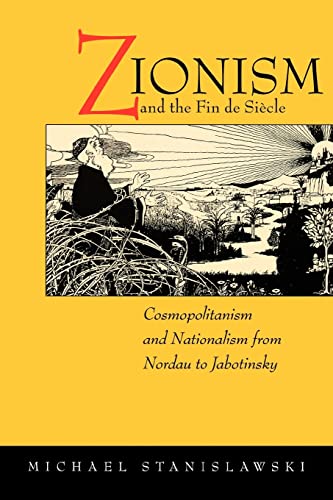 ZIONISM
and the Fin de Siècle
Cosmopolitanism
and Nationalism from
Nordau to Jabotinsky
MICHAEL STANISLAWSKI